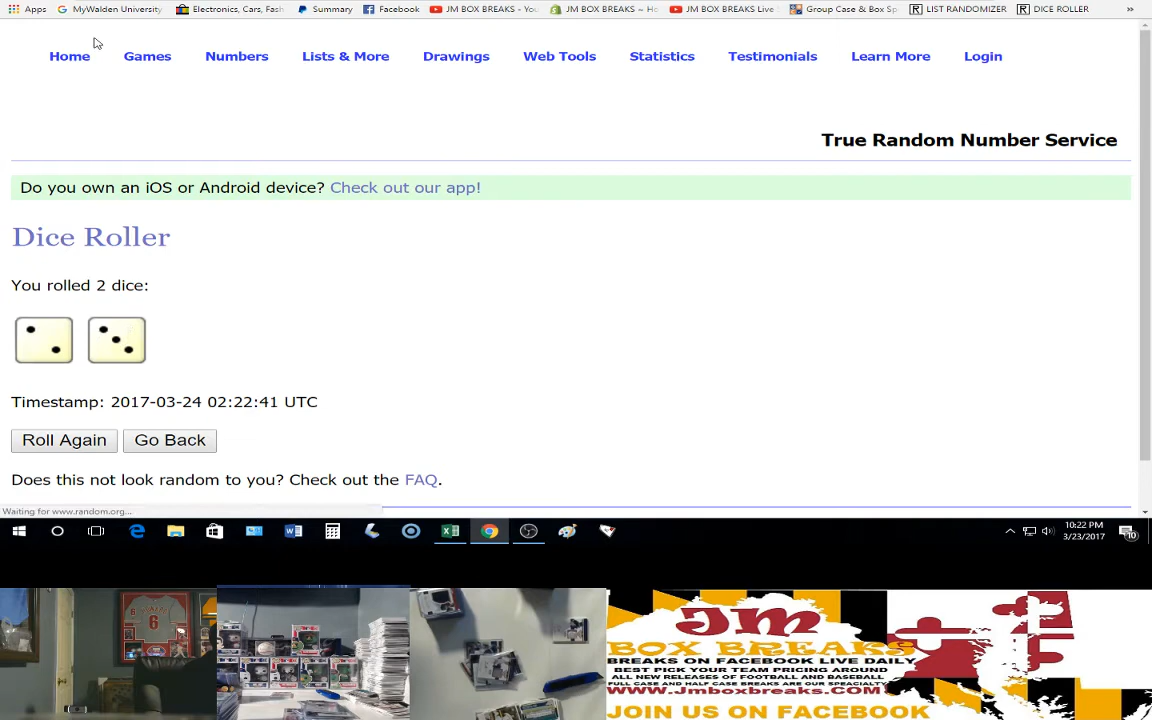 Apps MyWalden University Electronics, Cars, Fash Summary Facebook JM BOX BREAKS - You JM BOX BREAKS ~ Ho JM BOX BREAKS Live Group Case & Box Sp LIST RANDOMIZER DICE ROLLER »
Home Games Numbers Lists & More Drawings Web Tools Statistics Testimonials Learn More Login
True Random Number Service
Do you own an iOS or Android device? Check out our app!
Dice Roller
You rolled 2 dice:
Timestamp: 2017-03-24 02:22:41 UTC
Roll Again Go Back
Does this not look random to you? Check out the FAQ.
Waiting for www.random.org...
10:22 PM
3/23/2017
10
6
JM
BOX BREAKS
BREAKS ON FACEBOOK LIVE DAILY
BEST PICK YOUR TEAM PRICING AROUND
ALL NEW RELEASES OF FOOTBALL AND BASEBALL
FULL CASE AND HALF CASE BREAKS ARE OUR SPECIALTY
WWW.JMBOXBREAKS.COM
JOIN US ON FACEBOOK